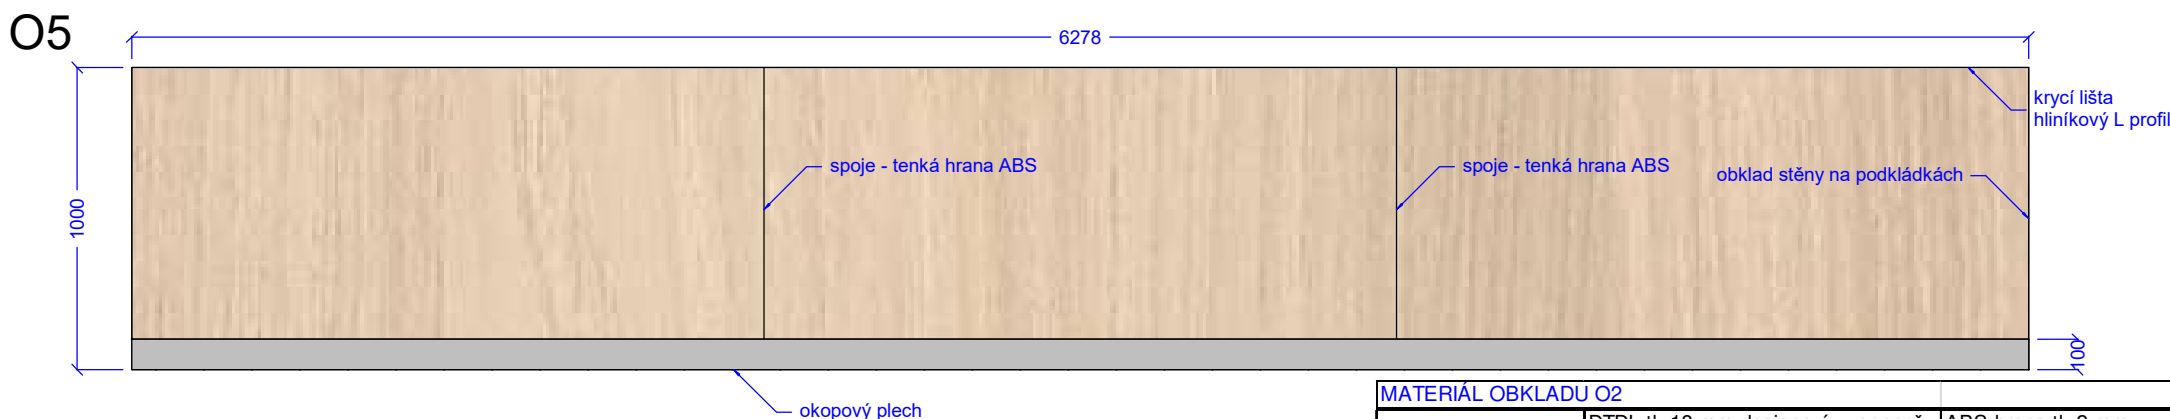 O5
6278
krycí lišta
hliníkový L profil
spoje - tenká hrana ABS
spoje - tenká hrana ABS
obklad stěny na podkládkách
1000
100
okopový plech
MATERIÁL OBKLADU O2